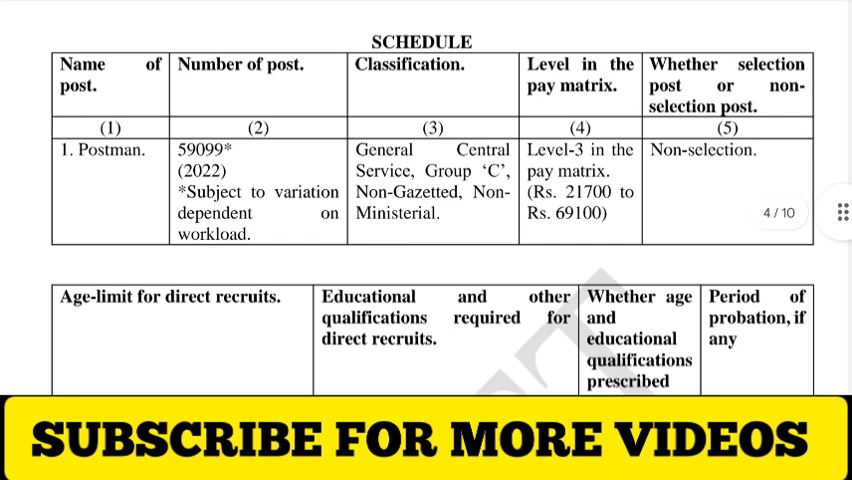 SCHEDULE
Name of post.
Number of post.
Classification.
Level in the pay matrix.
Whether selection post or non-selection post.
(1)
(2)
(3)
(4)
(5)
1. Postman.
59099*
(2022)
*Subject to variation
dependent on
workload.
General Central
Service, Group ‘C’,
Non-Gazetted, Non-
Ministerial.
Level-3 in the
pay matrix.
(Rs. 21700 to
Rs. 69100)
Non-selection.
4 / 10
Age-limit for direct recruits.
Educational and other
qualifications required for
direct recruits.
Whether age
and
educational
qualifications
prescribed
Period of
probation, if
any
SUBSCRIBE FOR MORE VIDEOS